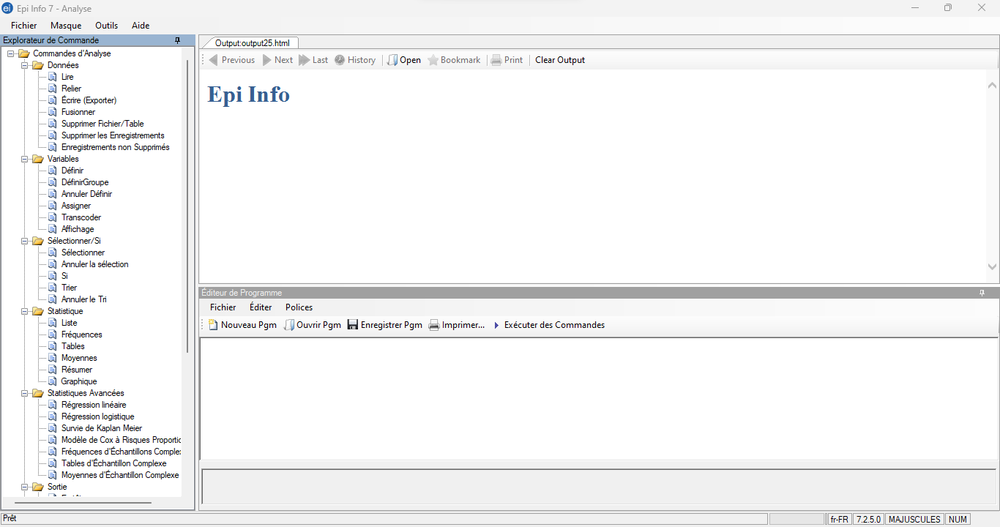 ei Epi Info 7 - Analyse
Fichier Masque Outils Aide
Explorateur de Commande
Commandes d'Analyse
Données
Lire
Relier
Écrire (Exporter)
Fusionner
Supprimer Fichier/Table
Supprimer les Enregistrements
Enregistrements non Supprimés
Variables
Définir
DéfinirGroupe
Annuler Définir
Assigner
Transcoder
Affichage
Sélectionner/Si
Sélectionner
Annuler la sélection
Si
Trier
Annuler le Tri
Statistique
Liste
Fréquences
Tables
Moyennes
Résumer
Graphique
Statistiques Avancées
Régression linéaire
Régression logistique
Survie de Kaplan Meier
Modèle de Cox à Risques Proportio
Fréquences d'Échantillons Comple
Tables d'Échantillon Complexe
Moyennes d'Échantillon Complexe
Sortie
Output:output25.html
Previous Next Last History Open Bookmark Print Clear Output
Epi Info
Éditeur de Programme
Fichier Éditer Polices
Nouveau Pgm Ouvrir Pgm Enregistrer Pgm Imprimer... Exécuter des Commandes
Prêt fr-FR 7.2.5.0 MAJUSCULES NUM